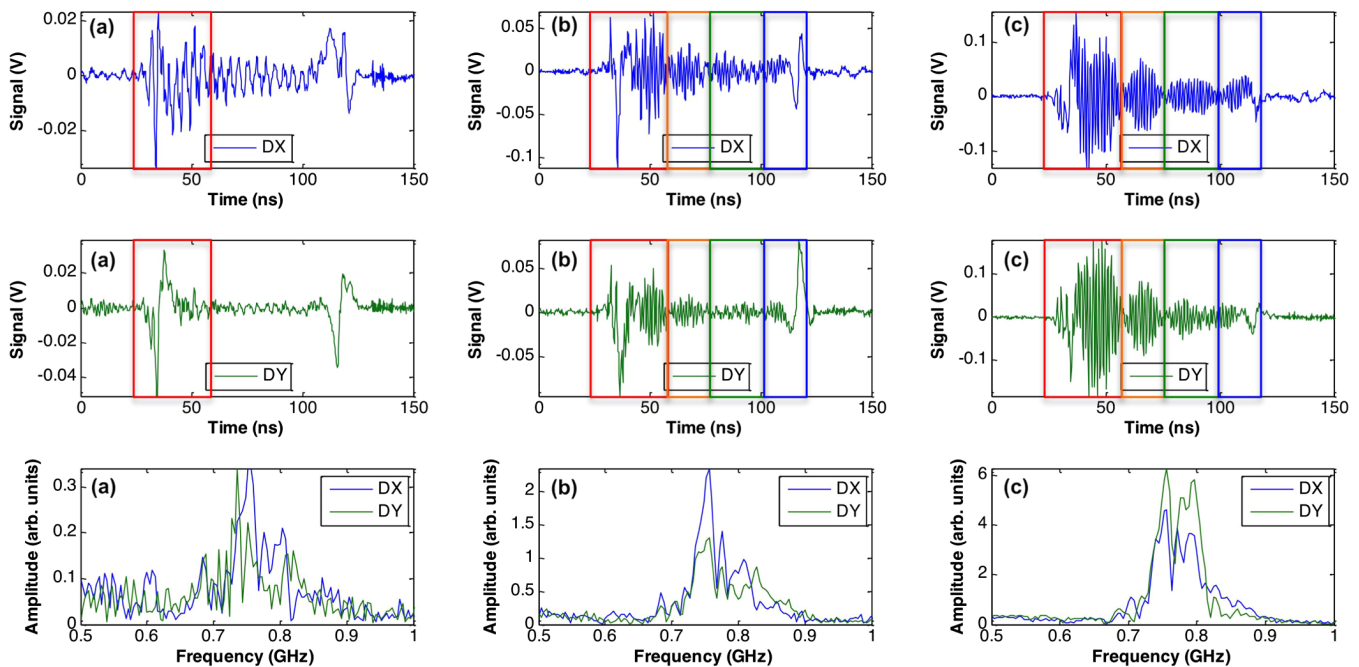 (a)
Signal (V)
0.02
0
-0.02
DX
0 50 100 150
Time (ns)
(b)
Signal (V)
0.05
0
-0.05
-0.1
DX
0 50 100 150
Time (ns)
(c)
Signal (V)
0.1
0
-0.1
DX
0 50 100 150
Time (ns)
(a)
Signal (V)
0.02
0
-0.02
-0.04
DY
0 50 100 150
Time (ns)
(b)
Signal (V)
0.05
0
-0.05
DY
0 50 100 150
Time (ns)
(c)
Signal (V)
0.1
0
-0.1
DY
0 50 100 150
Time (ns)
(a)
Amplitude (arb. units)
0.3
0.2
0.1
0
DX
DY
0.5 0.6 0.7 0.8 0.9 1
Frequency (GHz)
(b)
Amplitude (arb. units)
2
1.5
1
0.5
0
DX
DY
0.5 0.6 0.7 0.8 0.9 1
Frequency (GHz)
(c)
Amplitude (arb. units)
6
4
2
0
DX
DY
0.5 0.6 0.7 0.8 0.9 1
Frequency (GHz)